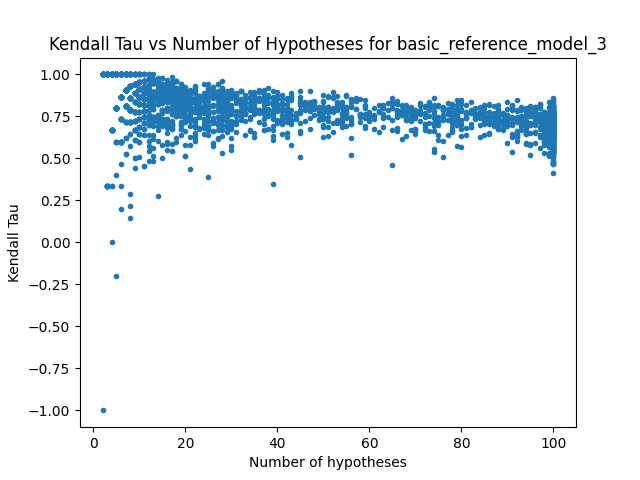 Kendall Tau vs Number of Hypotheses for basic_reference_model_3
1.00
0.75
0.50
0.25
0.00
−0.25
−0.50
−0.75
−1.00
Kendall Tau
0 20 40 60 80 100
Number of hypotheses